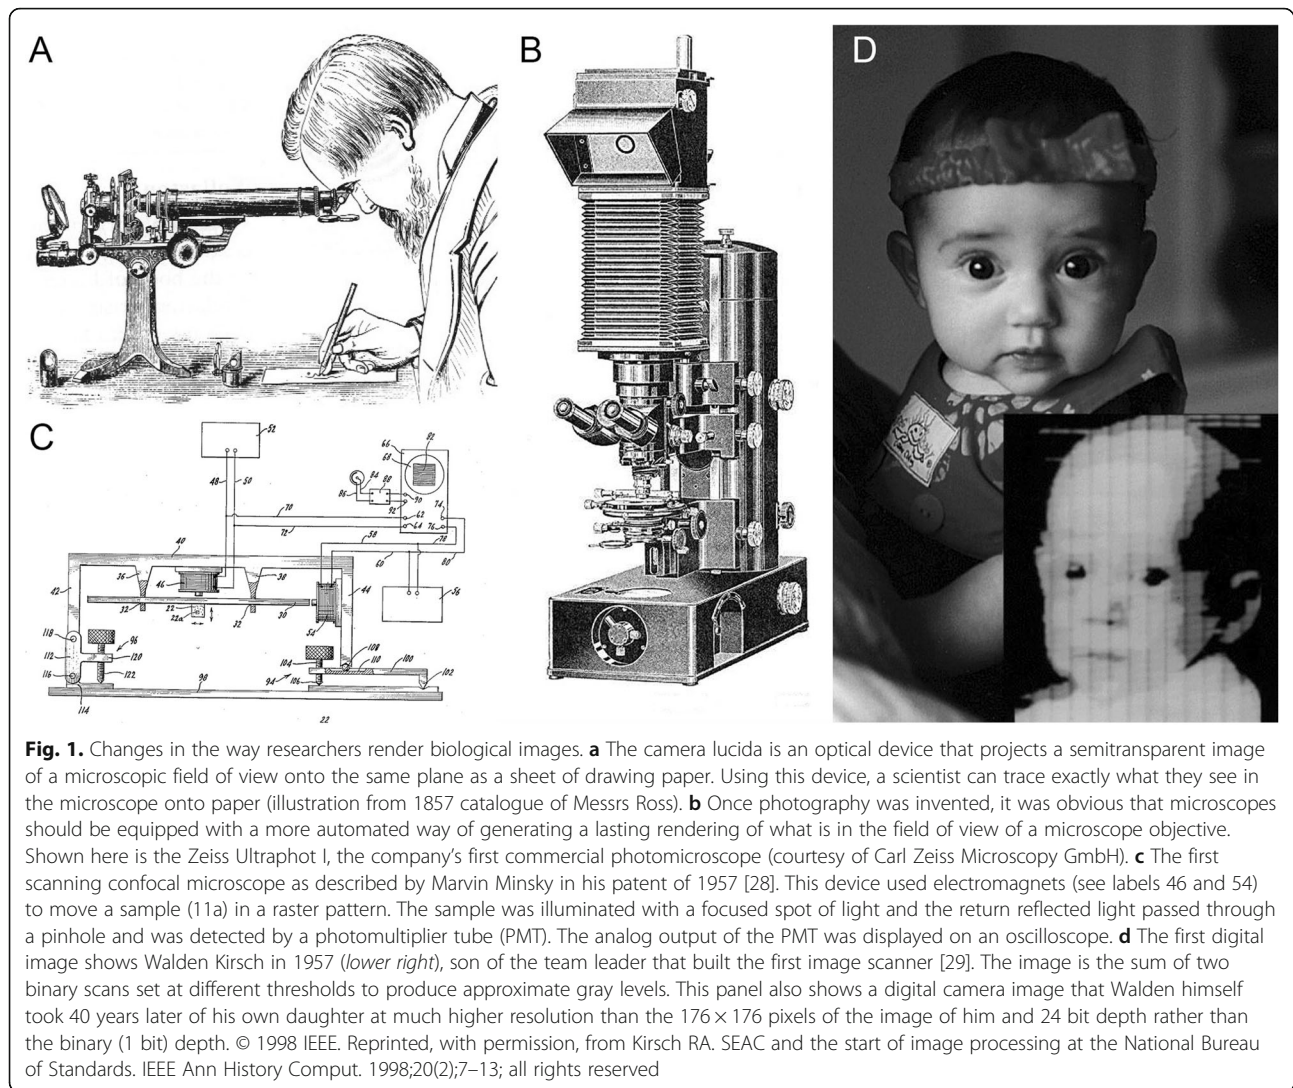 A
B
D
C
52
66
82
68
84
88
86
48
50
90
92
74
70
62
72
64
76
58
78
60
80
40
36
46
38
42
44
56
32
22
32
30
22a
54
118
96
112
120
104
108
110
100
116
122
94
106
102
114
98
22
Fig. 1. Changes in the way researchers render biological images. a The camera lucida is an optical device that projects a semitransparent image
of a microscopic field of view onto the same plane as a sheet of drawing paper. Using this device, a scientist can trace exactly what they see in
the microscope onto paper (illustration from 1857 catalogue of Messrs Ross). b Once photography was invented, it was obvious that microscopes
should be equipped with a more automated way of generating a lasting rendering of what is in the field of view of a microscope objective.
Shown here is the Zeiss Ultraphot I, the company's first commercial photomicroscope (courtesy of Carl Zeiss Microscopy GmbH). c The first
scanning confocal microscope as described by Marvin Minsky in his patent of 1957 [28]. This device used electromagnets (see labels 46 and 54)
to move a sample (11a) in a raster pattern. The sample was illuminated with a focused spot of light and the return reflected light passed through
a pinhole and was detected by a photomultiplier tube (PMT). The analog output of the PMT was displayed on an oscilloscope. d The first digital
image shows Walden Kirsch in 1957 (lower right), son of the team leader that built the first image scanner [29]. The image is the sum of two
binary scans set at different thresholds to produce approximate gray levels. This panel also shows a digital camera image that Walden himself
took 40 years later of his own daughter at much higher resolution than the 176 × 176 pixels of the image of him and 24 bit depth rather than
the binary (1 bit) depth. © 1998 IEEE. Reprinted, with permission, from Kirsch RA. SEAC and the start of image processing at the National Bureau
of Standards. IEEE Ann History Comput. 1998;20(2);7–13; all rights reserved